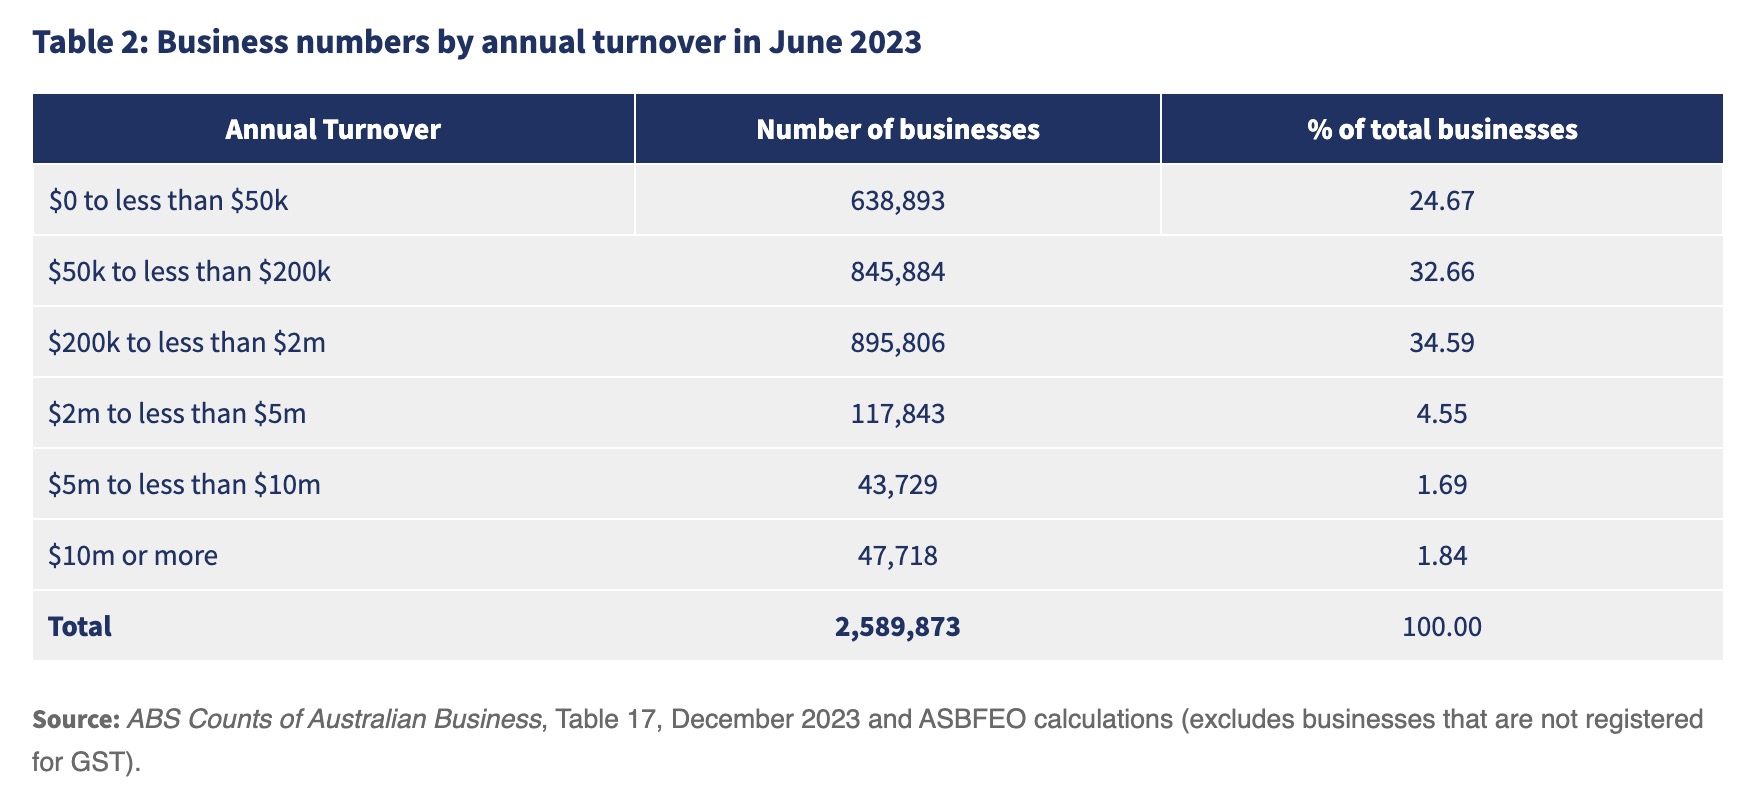 Table 2: Business numbers by annual turnover in June 2023
Annual Turnover Number of businesses % of total businesses
$0 to less than $50k 638,893 24.67
$50k to less than $200k 845,884 32.66
$200k to less than $2m 895,806 34.59
$2m to less than $5m 117,843 4.55
$5m to less than $10m 43,729 1.69
$10m or more 47,718 1.84
Total 2,589,873 100.00
Source: ABS Counts of Australian Business, Table 17, December 2023 and ASBFEO calculations (excludes businesses that are not registered
for GST).